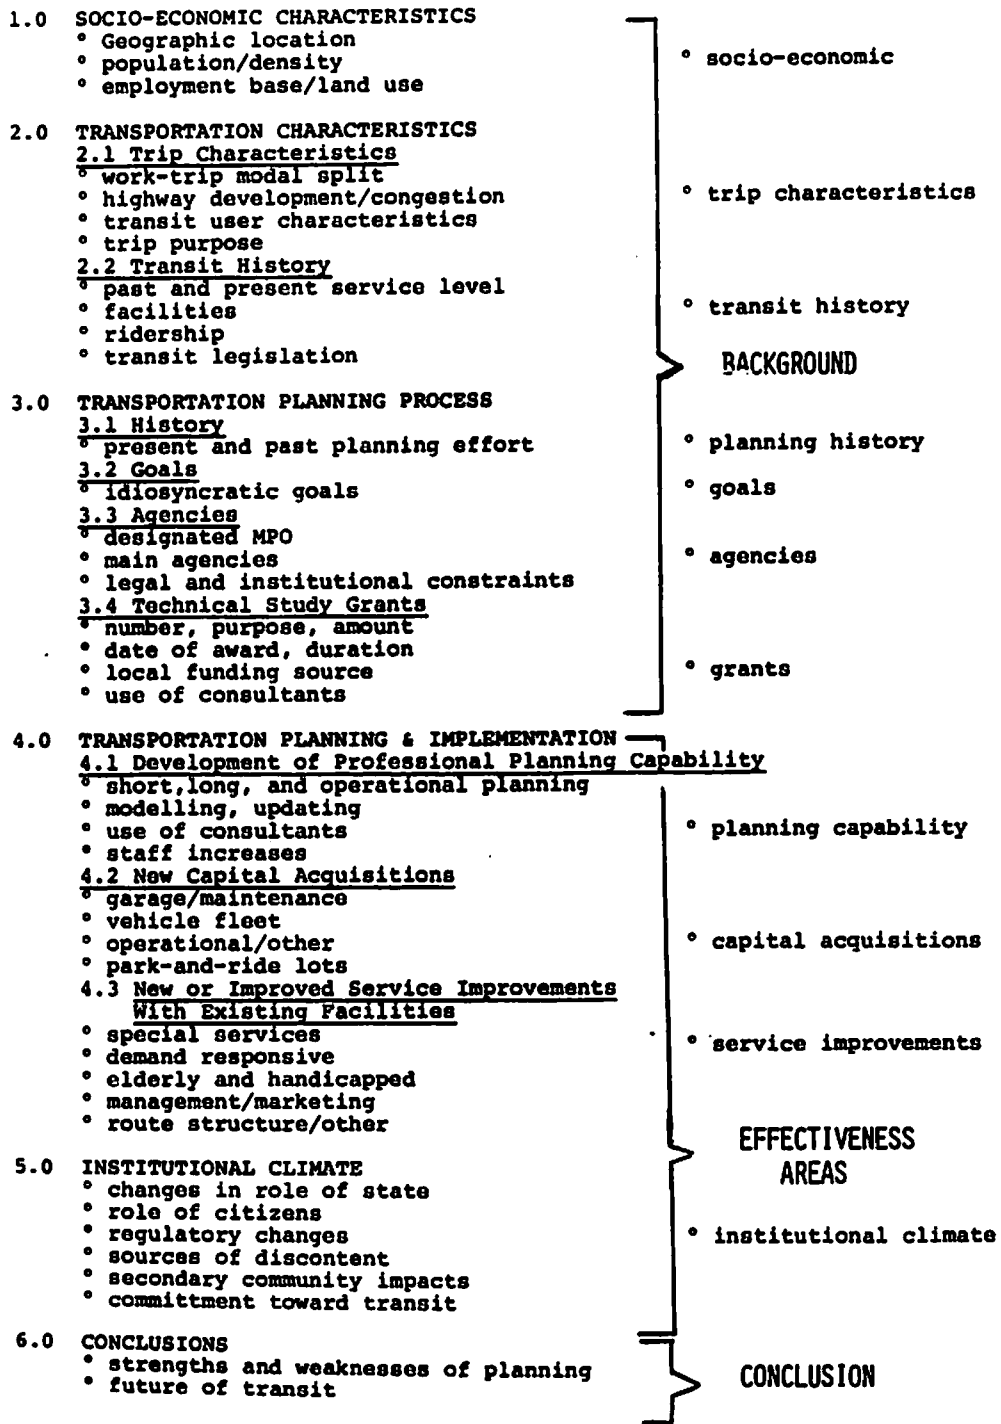 1.0 SOCIO-ECONOMIC CHARACTERISTICS
° Geographic location
° population/density
° employment base/land use
° socio-economic
2.0 TRANSPORTATION CHARACTERISTICS
2.1 Trip Characteristics
° work-trip modal split
° highway development/congestion
° transit user characteristics
° trip purpose
° trip characteristics
2.2 Transit History
° past and present service level
° facilities
° ridership
° transit legislation
° transit history
BACKGROUND
3.0 TRANSPORTATION PLANNING PROCESS
3.1 History
° present and past planning effort
° planning history
3.2 Goals
° idiosyncratic goals
° goals
3.3 Agencies
° designated MPO
° main agencies
° legal and institutional constraints
° agencies
3.4 Technical Study Grants
° number, purpose, amount
° date of award, duration
° local funding source
° use of consultants
° grants
4.0 TRANSPORTATION PLANNING & IMPLEMENTATION
4.1 Development of Professional Planning Capability
° short,long, and operational planning
° modelling, updating
° use of consultants
° staff increases
° planning capability
4.2 New Capital Acquisitions
° garage/maintenance
° vehicle fleet
° operational/other
° park-and-ride lots
° capital acquisitions
4.3 New or Improved Service Improvements
With Existing Facilities
° special services
° demand responsive
° elderly and handicapped
° management/marketing
° route structure/other
° service improvements
EFFECTIVENESS
AREAS
5.0 INSTITUTIONAL CLIMATE
° changes in role of state
° role of citizens
° regulatory changes
° sources of discontent
° secondary community impacts
° committment toward transit
° institutional climate
6.0 CONCLUSIONS
° strengths and weaknesses of planning
° future of transit
CONCLUSION